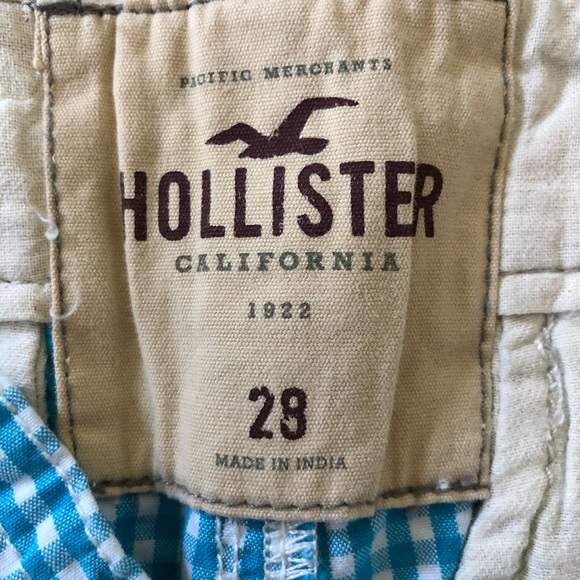 PACIFIC MERCHANTS
HOLLISTER
CALIFORNIA
1922
28
MADE IN INDIA